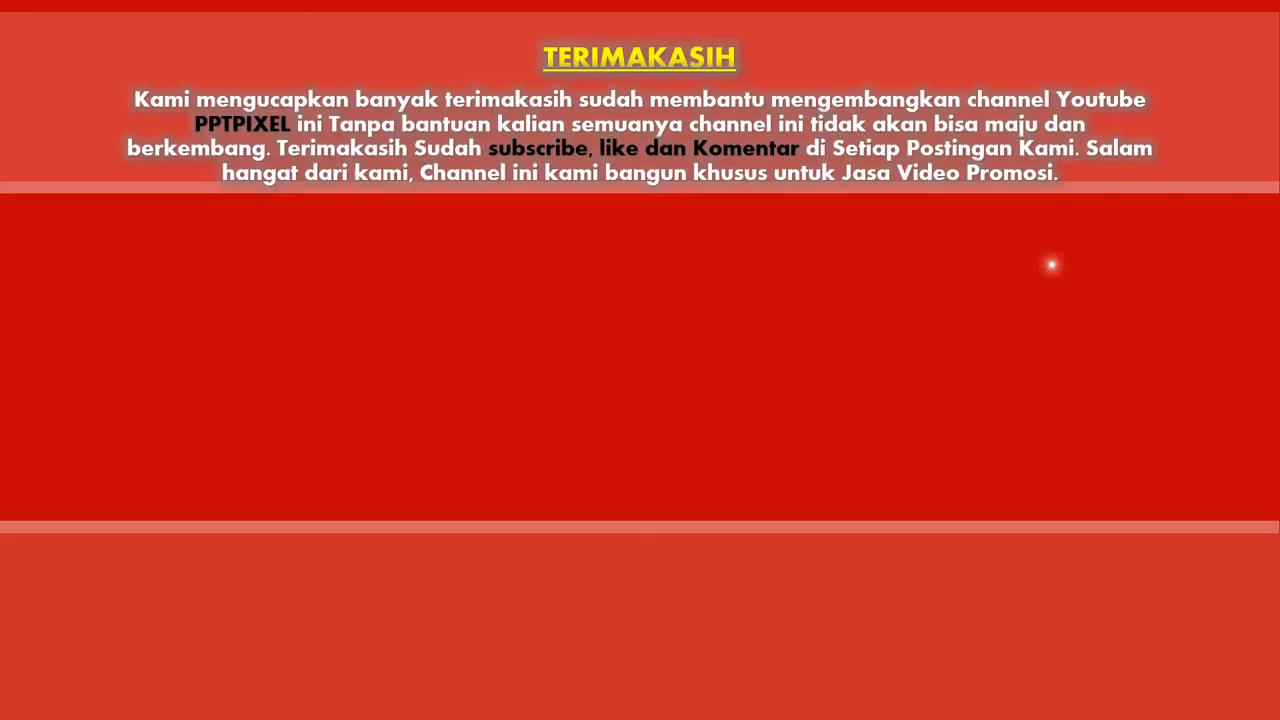 TERIMAKASIH
Kami mengucapkan banyak terimakasih sudah membantu mengembangkan channel Youtube
PPTPIXEL ini Tanpa bantuan kalian semuanya channel ini tidak akan bisa maju dan
berkembang. Terimakasih Sudah subscribe, like dan Komentar di Setiap Postingan Kami. Salam
hangat dari kami, Channel ini kami bangun khusus untuk Jasa Video Promosi.